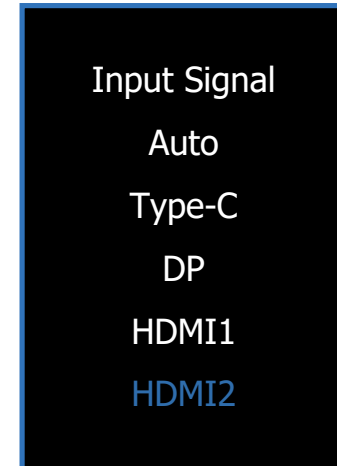 Input Signal
Auto
Type-C
DP
HDMI1
HDMI2